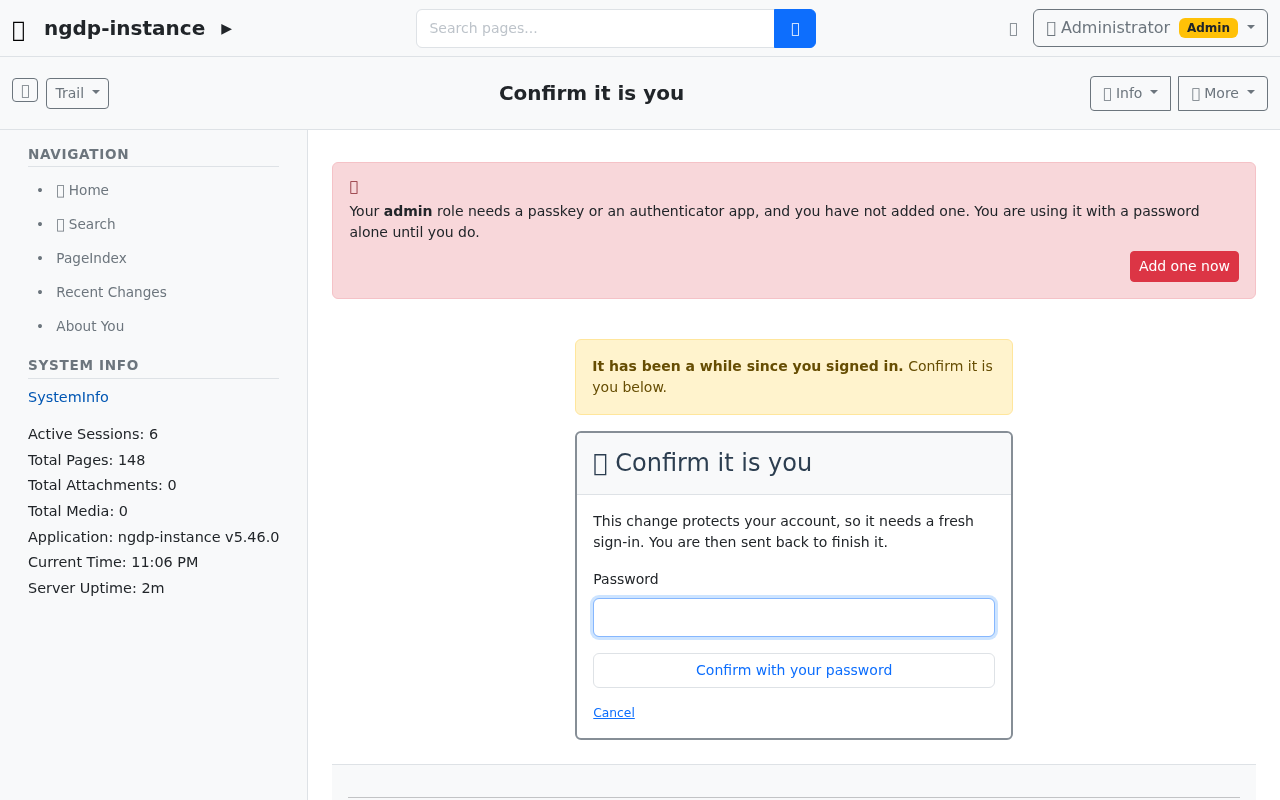 ngdp-instance ▶
Search pages...
Administrator Admin
Trail
Confirm it is you
Info
More
NAVIGATION
• Home
• Search
• PageIndex
• Recent Changes
• About You
SYSTEM INFO
SystemInfo
Active Sessions: 6
Total Pages: 148
Total Attachments: 0
Total Media: 0
Application: ngdp-instance v5.46.0
Current Time: 11:06 PM
Server Uptime: 2m
Your admin role needs a passkey or an authenticator app, and you have not added one. You are using it with a password
alone until you do.
Add one now
It has been a while since you signed in. Confirm it is
you below.
Confirm it is you
This change protects your account, so it needs a fresh
sign-in. You are then sent back to finish it.
Password
Confirm with your password
Cancel